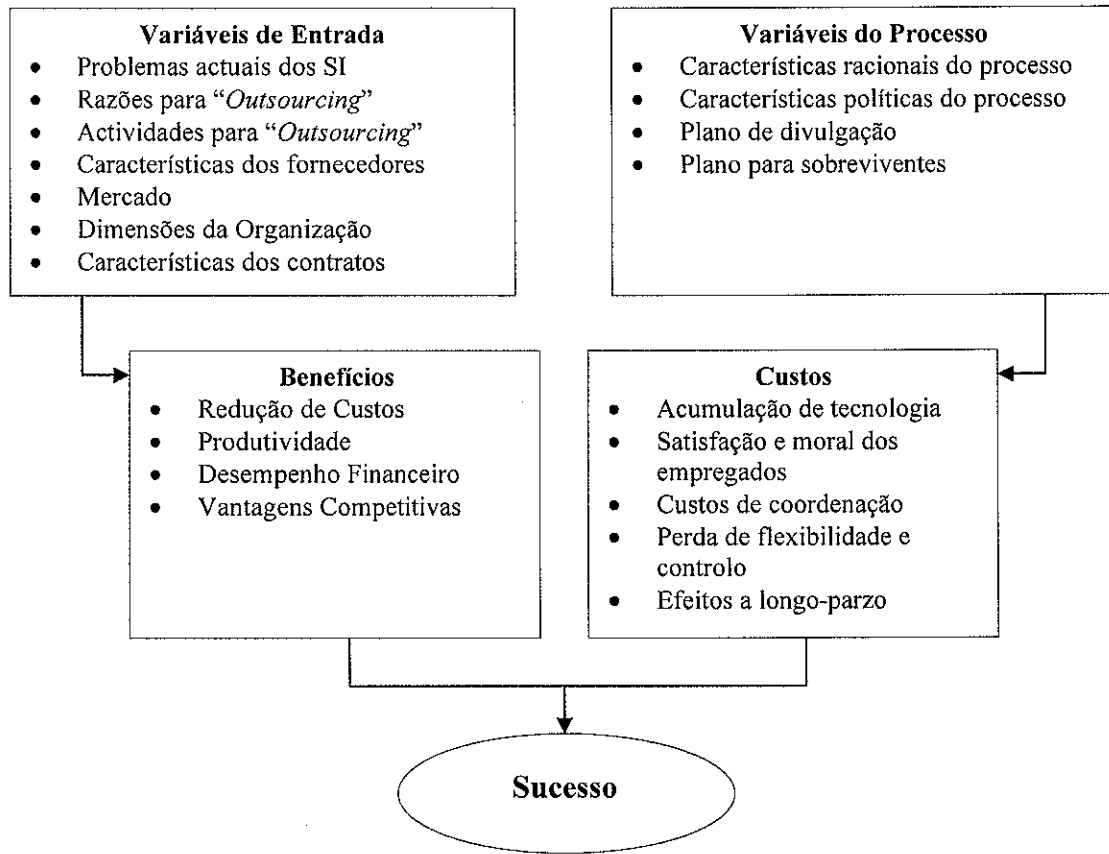 Variáveis de Entrada
• Problemas actuais dos SI
• Razões para “Outsourcing”
• Actividades para “Outsourcing”
• Características dos fornecedores
• Mercado
• Dimensões da Organização
• Características dos contratos
Variáveis do Processo
• Características racionais do processo
• Características políticas do processo
• Plano de divulgação
• Plano para sobreviventes
Benefícios
• Redução de Custos
• Produtividade
• Desempenho Financeiro
• Vantagens Competitivas
Custos
• Acumulação de tecnologia
• Satisfação e moral dos
empregados
• Custos de coordenação
• Perda de flexibilidade e
controlo
• Efeitos a longo-parzo
Sucesso